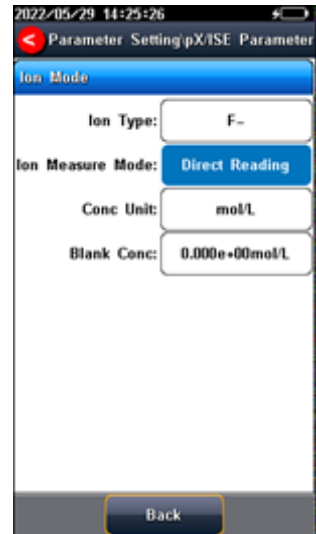 2022/05/29 14:25:26
< Parameter Setting\pX/ISE Parameter
Ion Mode
Ion Type: F-
Ion Measure Mode: Direct Reading
Conc Unit: mol/L
Blank Conc: 0.000e+00mol/L
Back